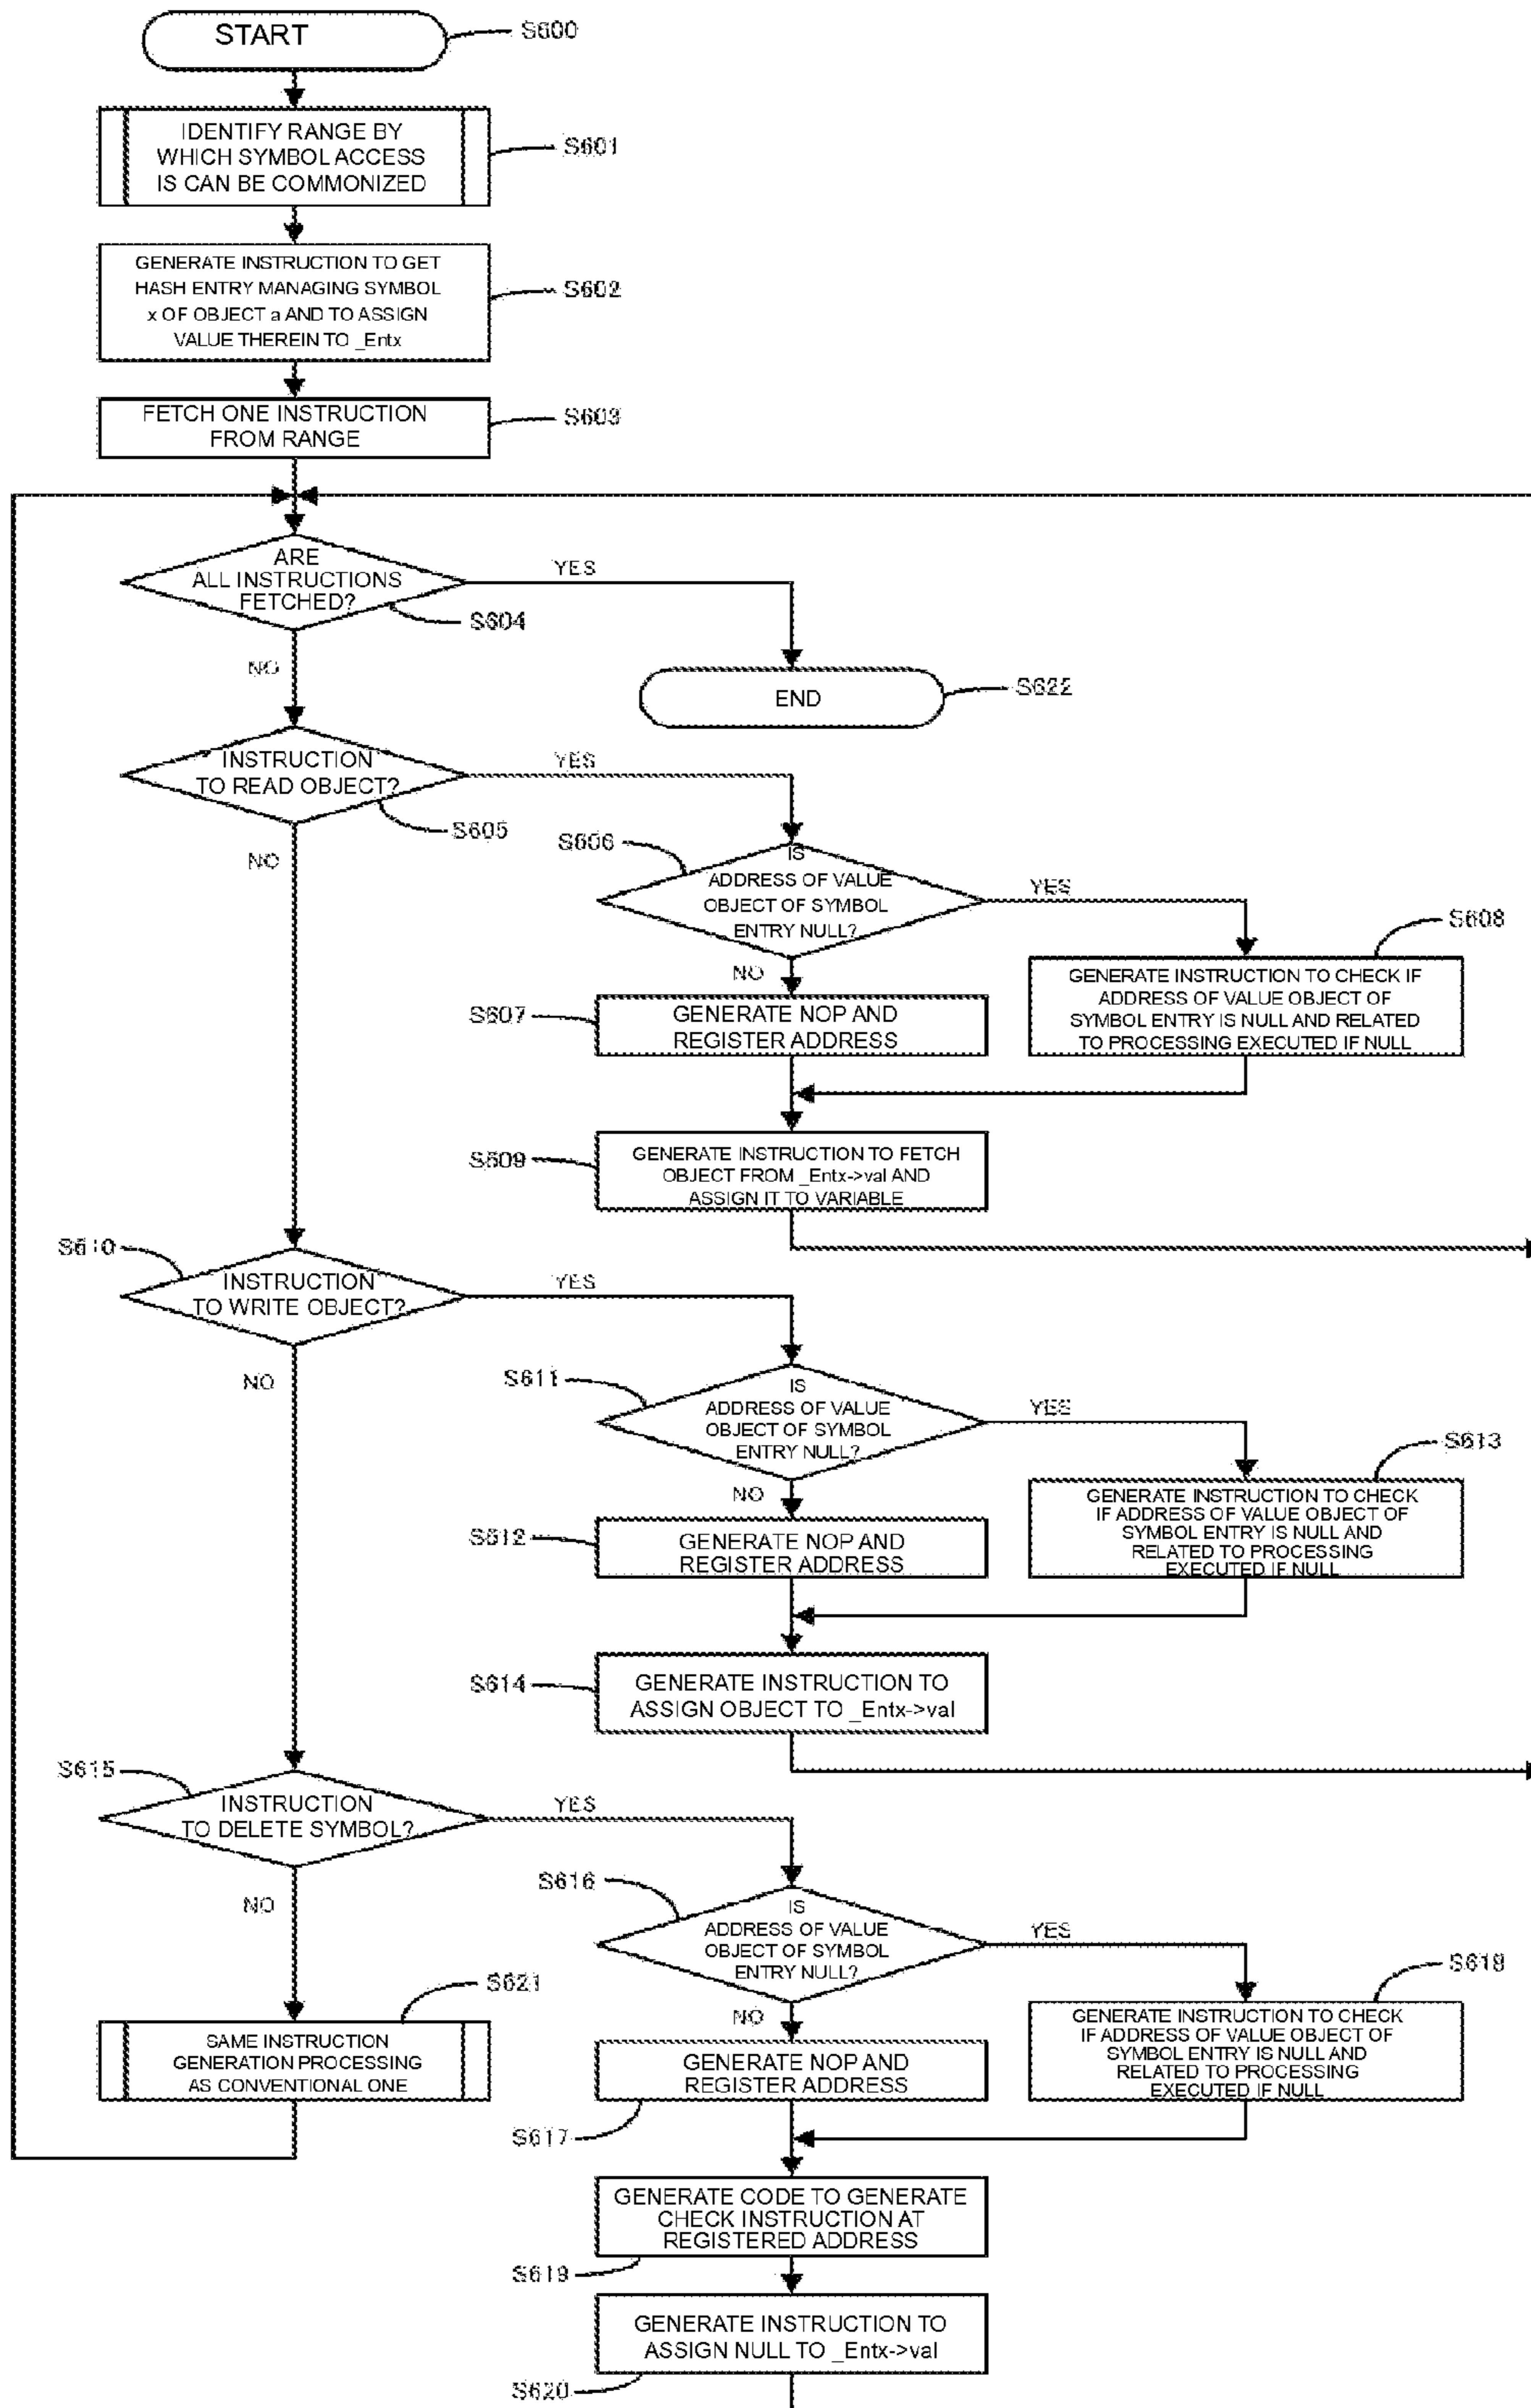 START
S600
IDENTIFY RANGE BY
WHICH SYMBOL ACCESS
IS CAN BE COMMONIZED
S601
GENERATE INSTRUCTION TO GET
HASH ENTRY MANAGING SYMBOL
x OF OBJECT a AND TO ASSIGN
VALUE THEREIN TO _Entx
S602
FETCH ONE INSTRUCTION
FROM RANGE
S603
ARE
ALL INSTRUCTIONS
FETCHED?
YES
S604
NO
END
S622
INSTRUCTION
TO READ OBJECT?
YES
S605
NO
S606
IS
ADDRESS OF VALUE
OBJECT OF SYMBOL
ENTRY NULL?
YES
S608
NO
GENERATE INSTRUCTION TO CHECK IF
ADDRESS OF VALUE OBJECT OF
SYMBOL ENTRY IS NULL AND RELATED
TO PROCESSING EXECUTED IF NULL
S607
GENERATE NOP AND
REGISTER ADDRESS
S609
GENERATE INSTRUCTION TO FETCH
OBJECT FROM _Entx->val AND
ASSIGN IT TO VARIABLE
S610
INSTRUCTION
TO WRITE OBJECT?
YES
NO
S611
IS
ADDRESS OF VALUE
OBJECT OF SYMBOL
ENTRY NULL?
YES
S613
NO
GENERATE INSTRUCTION TO CHECK
IF ADDRESS OF VALUE OBJECT OF
SYMBOL ENTRY IS NULL AND
RELATED TO PROCESSING
EXECUTED IF NULL
S612
GENERATE NOP AND
REGISTER ADDRESS
S614
GENERATE INSTRUCTION TO
ASSIGN OBJECT TO _Entx->val
S615
INSTRUCTION
TO DELETE SYMBOL?
YES
NO
S616
IS
ADDRESS OF VALUE
OBJECT OF SYMBOL
ENTRY NULL?
YES
S618
NO
GENERATE INSTRUCTION TO CHECK
IF ADDRESS OF VALUE OBJECT OF
SYMBOL ENTRY IS NULL AND
RELATED TO PROCESSING
EXECUTED IF NULL
S621
SAME INSTRUCTION
GENERATION PROCESSING
AS CONVENTIONAL ONE
GENERATE NOP AND
REGISTER ADDRESS
S617
GENERATE CODE TO GENERATE
CHECK INSTRUCTION AT
REGISTERED ADDRESS
S619
GENERATE INSTRUCTION TO
ASSIGN NULL TO _Entx->val
S620